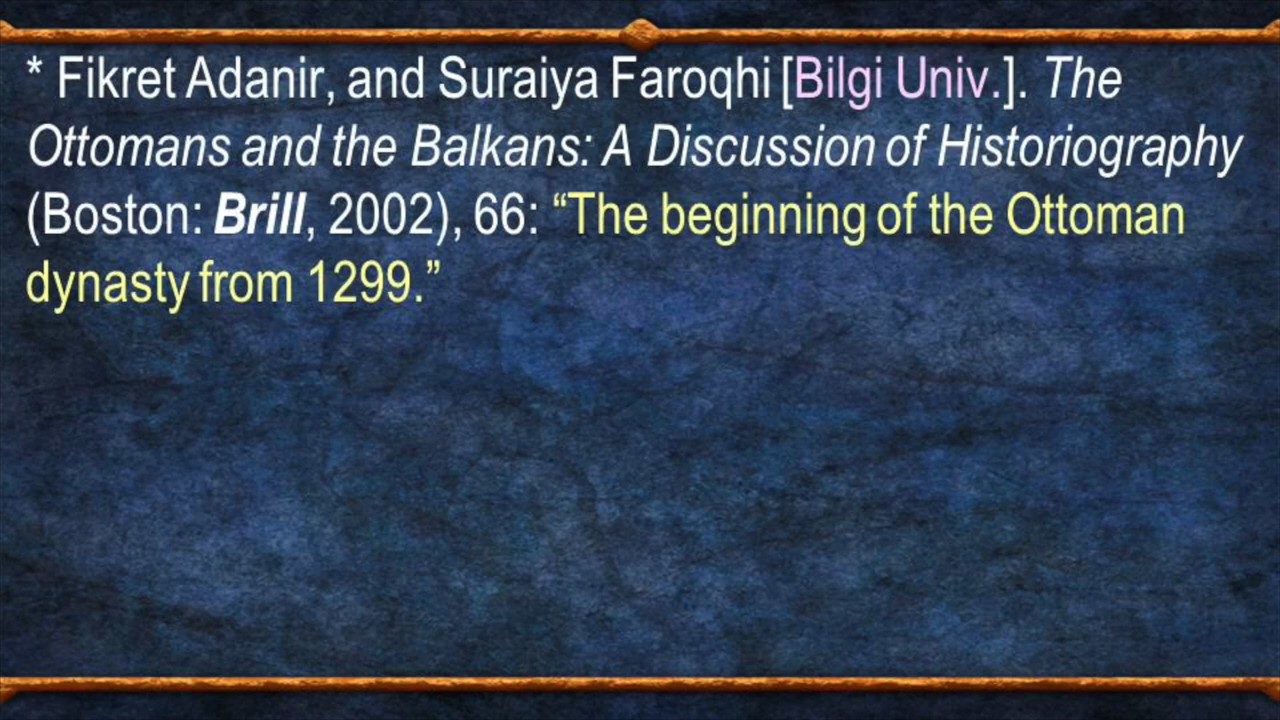 * Fikret Adanir, and Suraiya Faroqhi [Bilgi Univ.]. The
Ottomans and the Balkans: A Discussion of Historiography
(Boston: Brill, 2002), 66: “The beginning of the Ottoman
dynasty from 1299.”